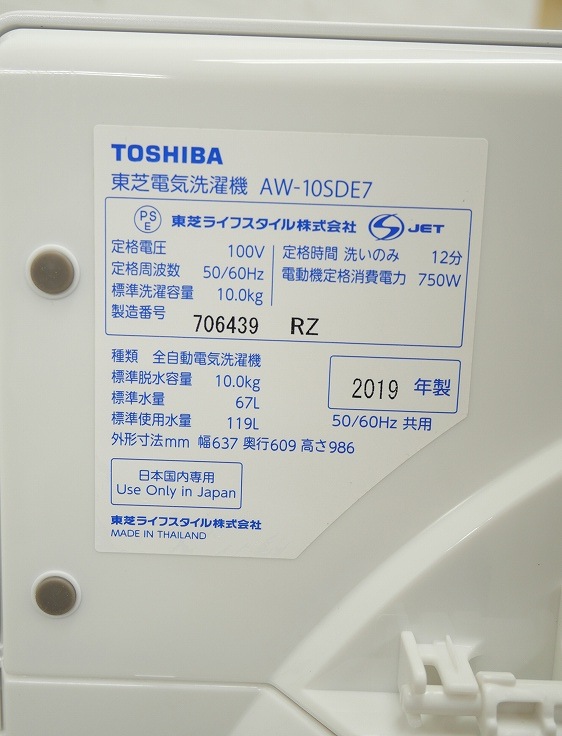 TOSHIBA
東芝電気洗濯機 AW-10SDE7
PS E 東芝ライフスタイル株式会社 JET
定格電圧 100V
定格周波数 50/60Hz
標準洗濯容量 10.0kg
製造番号 706439 RZ
定格時間 洗いのみ 12分
電動機定格消費電力 750W
種類 全自動電気洗濯機
標準脱水容量 10.0kg
標準水量 67L
標準使用水量 119L
外形寸法mm 幅637 奥行609 高さ986
2019 年製
50/60Hz 共用
日本国内専用
Use Only in Japan
東芝ライフスタイル株式会社
MADE IN THAILAND